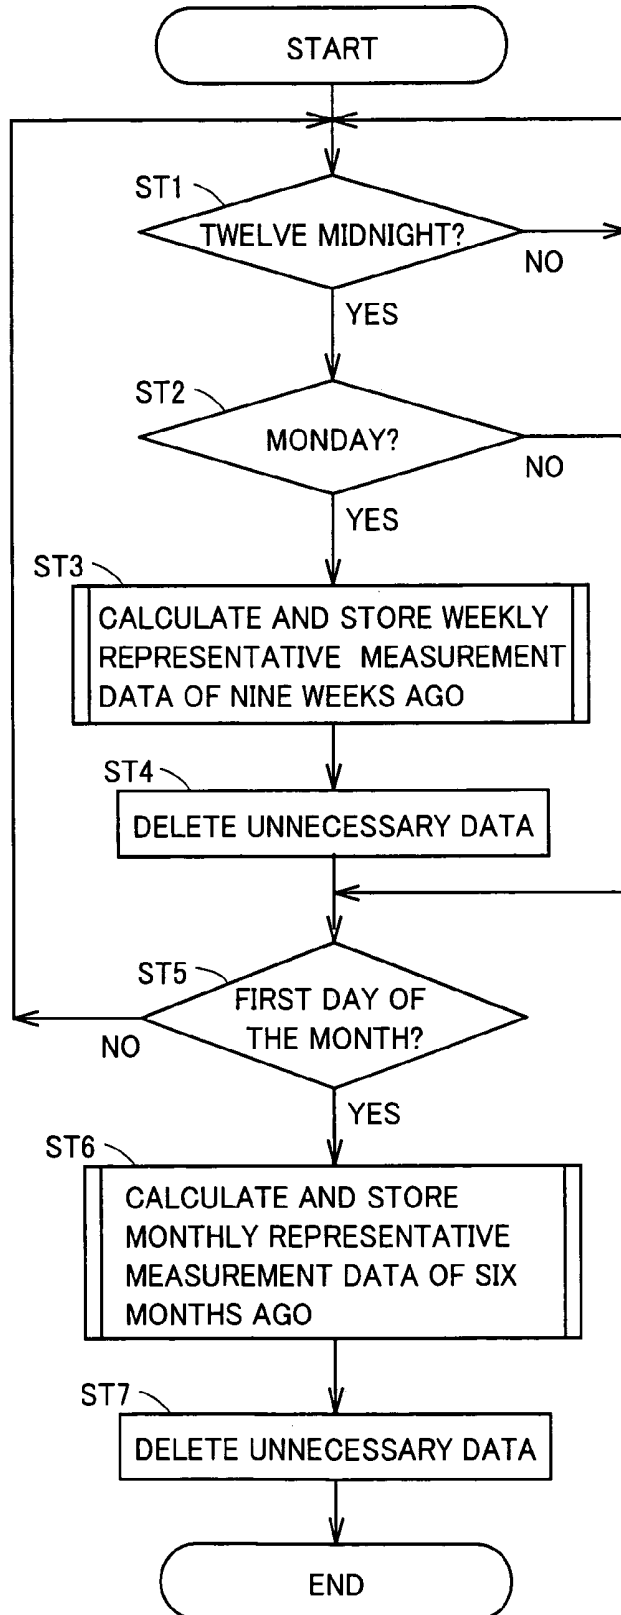 START
ST1
TWELVE MIDNIGHT?
NO
YES
ST2
MONDAY?
NO
YES
ST3
CALCULATE AND STORE WEEKLY
REPRESENTATIVE MEASUREMENT
DATA OF NINE WEEKS AGO
ST4
DELETE UNNECESSARY DATA
ST5
FIRST DAY OF
THE MONTH?
NO
YES
ST6
CALCULATE AND STORE
MONTHLY REPRESENTATIVE
MEASUREMENT DATA OF SIX
MONTHS AGO
ST7
DELETE UNNECESSARY DATA
END